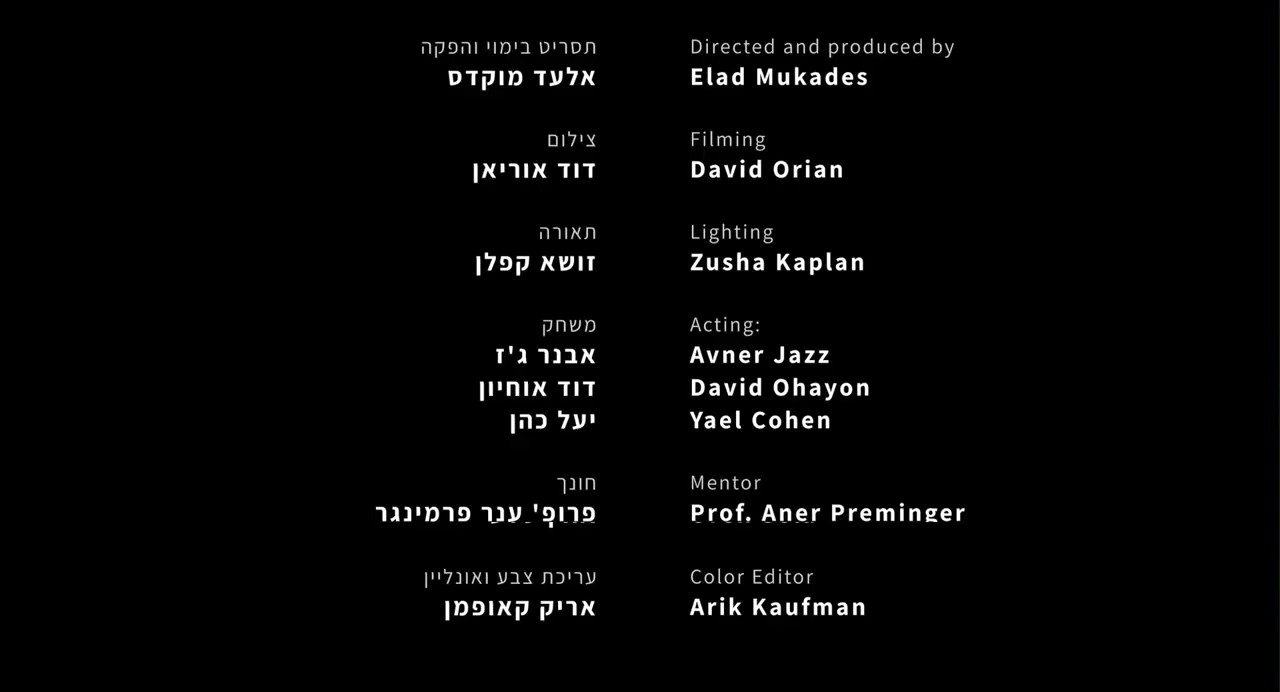 תסריט בימוי והפקה
אלעד מוקדס
צילום
דוד אוריאן
תאורה
זושא קפלן
משחק
אבנר ג'ז
דוד אוחיון
יעל כהן
חונך
פרופ' ענר פרמינגר
עריכת צבע ואונליין
אריק קאופמן
Directed and produced by
Elad Mukades
Filming
David Orian
Lighting
Zusha Kaplan
Acting:
Avner Jazz
David Ohayon
Yael Cohen
Mentor
Prof. Aner Preminger
Color Editor
Arik Kaufman